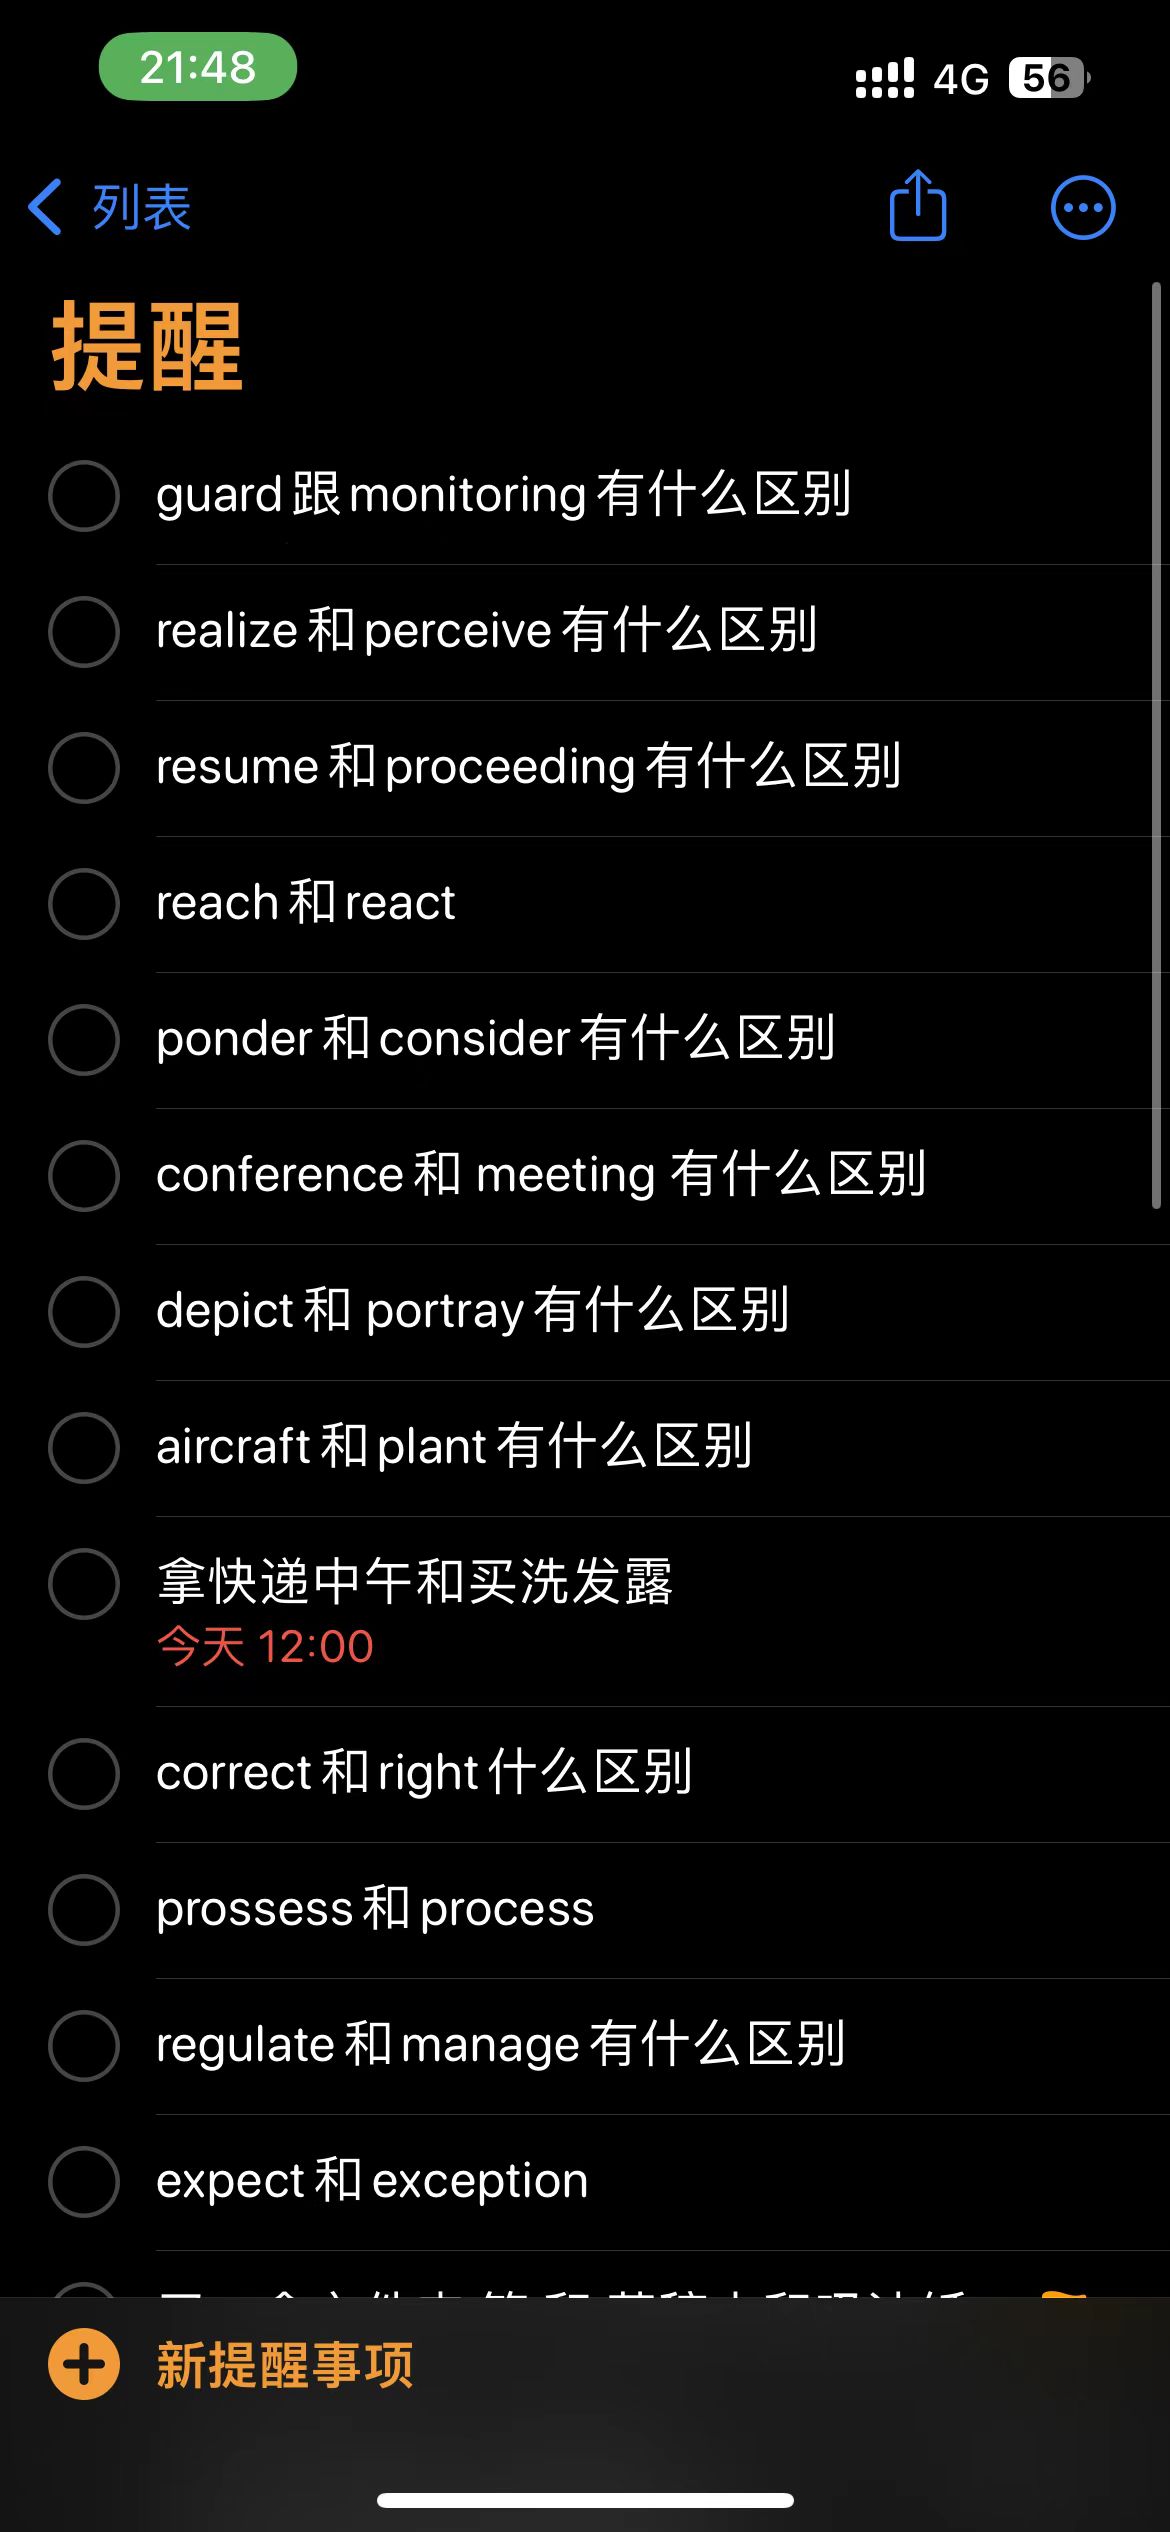 21:48
4G 56
列表
提醒
guard跟monitoring有什么区别
realize和perceive有什么区别
resume和proceeding有什么区别
reach和react
ponder和consider有什么区别
conference和 meeting 有什么区别
depict和 portray有什么区别
aircraft和plant有什么区别
拿快递中午和买洗发露
今天 12:00
correct和right什么区别
prossess和process
regulate和manage有什么区别
expect和exception
新提醒事项